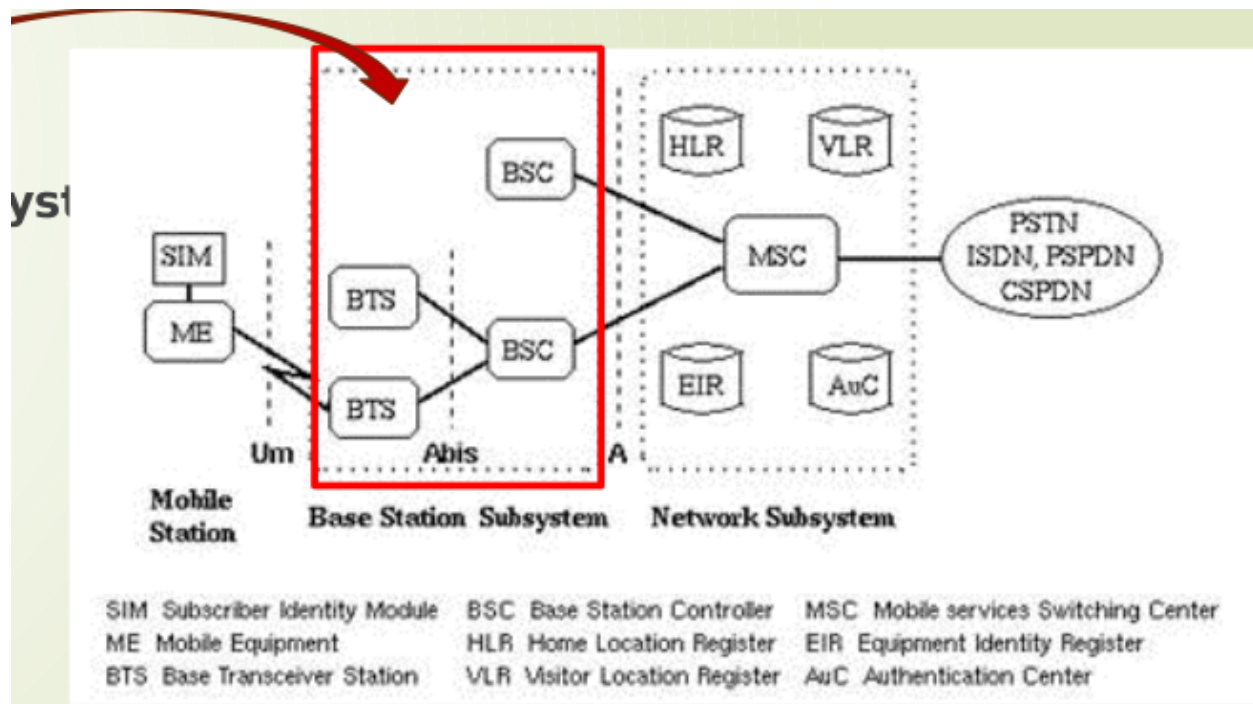 yst
SIM
ME
Um
Mobile
Station
BTS
BTS
Abis
BSC
BSC
A
Base Station Subsystem
HLR
VLR
MSC
EIR
AuC
Network Subsystem
PSTN
ISDN, PSPDN
CSPDN
SIM Subscriber Identity Module BSC Base Station Controller MSC Mobile services Switching Center
ME Mobile Equipment HLR Home Location Register EIR Equipment Identity Register
BTS Base Transceiver Station VLR Visitor Location Register AuC Authentication Center